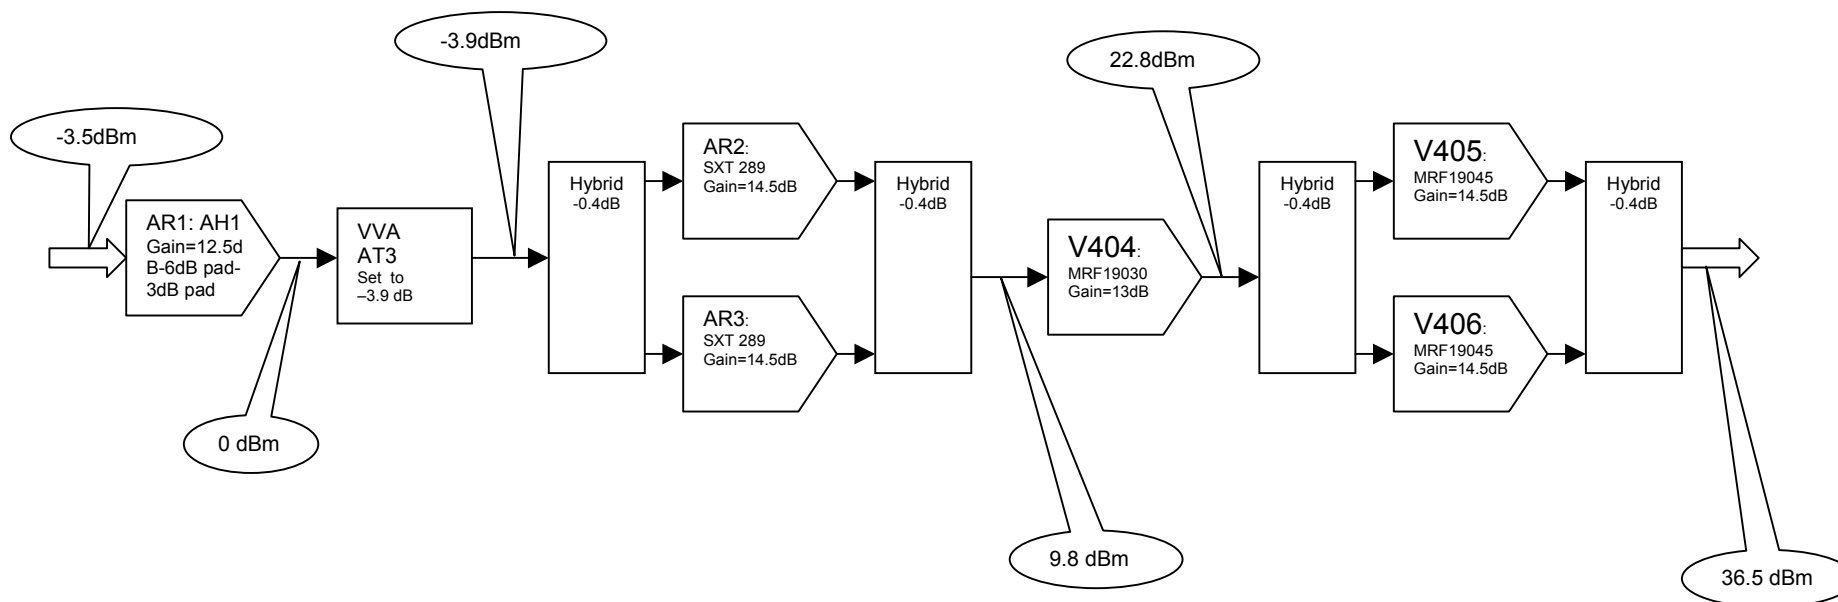 -3.9dBm
22.8dBm
-3.5dBm
AR1: AH1
Gain=12.5d
B-6dB pad-
3dB pad
VVA
AT3
Set to
–3.9 dB
Hybrid
-0.4dB
AR2:
SXT 289
Gain=14.5dB
AR3:
SXT 289
Gain=14.5dB
Hybrid
-0.4dB
V404:
MRF19030
Gain=13dB
Hybrid
-0.4dB
V405:
MRF19045
Gain=14.5dB
V406:
MRF19045
Gain=14.5dB
Hybrid
-0.4dB
0 dBm
9.8 dBm
36.5 dBm